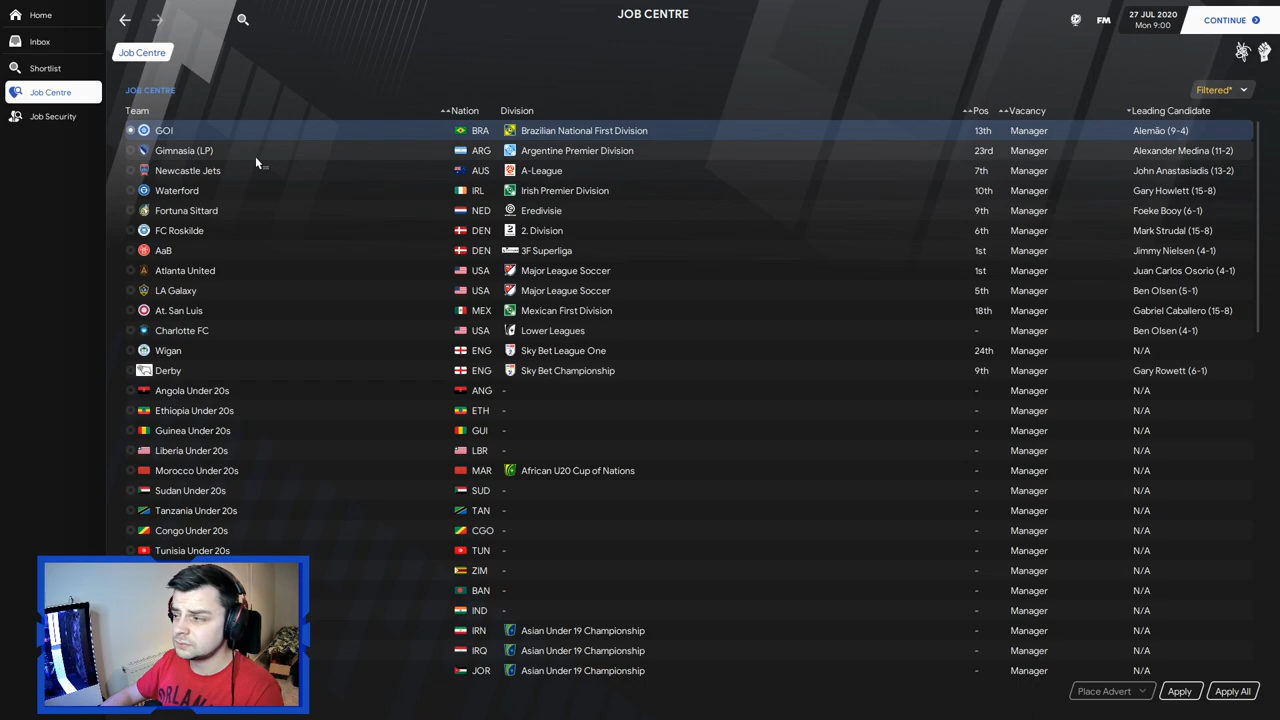 Home
Inbox
Shortlist
Job Centre
Job Security
JOB CENTRE
FM
27 JUL 2020
Mon 9:00
CONTINUE
Job Centre
JOB CENTRE
Filtered*
Team Nation Division Pos Vacancy Leading Candidate
GOI BRA Brazilian National First Division 13th Manager Alemão (9-4)
Gimnasia (LP) ARG Argentine Premier Division 23rd Manager Alexander Medina (11-2)
Newcastle Jets AUS A-League 7th Manager John Anastasiadis (13-2)
Waterford IRL Irish Premier Division 10th Manager Gary Howlett (15-8)
Fortuna Sittard NED Eredivisie 9th Manager Foeke Booy (6-1)
FC Roskilde DEN 2. Division 6th Manager Mark Strudal (15-8)
AaB DEN 3F Superliga 1st Manager Jimmy Nielsen (4-1)
Atlanta United USA Major League Soccer 1st Manager Juan Carlos Osorio (4-1)
LA Galaxy USA Major League Soccer 5th Manager Ben Olsen (5-1)
At. San Luis MEX Mexican First Division 18th Manager Gabriel Caballero (15-8)
Charlotte FC USA Lower Leagues - Manager Ben Olsen (4-1)
Wigan ENG Sky Bet League One 24th Manager N/A
Derby ENG Sky Bet Championship 9th Manager Gary Rowett (6-1)
Angola Under 20s ANG - - Manager N/A
Ethiopia Under 20s ETH - - Manager N/A
Guinea Under 20s GUI - - Manager N/A
Liberia Under 20s LBR - - Manager N/A
Morocco Under 20s MAR African U20 Cup of Nations - Manager N/A
Sudan Under 20s SUD - - Manager N/A
Tanzania Under 20s TAN - - Manager N/A
Congo Under 20s CGO - - Manager N/A
Tunisia Under 20s TUN - - Manager N/A
ZIM - - Manager N/A
BAN - - Manager N/A
IND - - Manager N/A
IRN Asian Under 19 Championship - Manager N/A
IRQ Asian Under 19 Championship - Manager N/A
JOR Asian Under 19 Championship - Manager N/A
Place Advert Apply Apply All